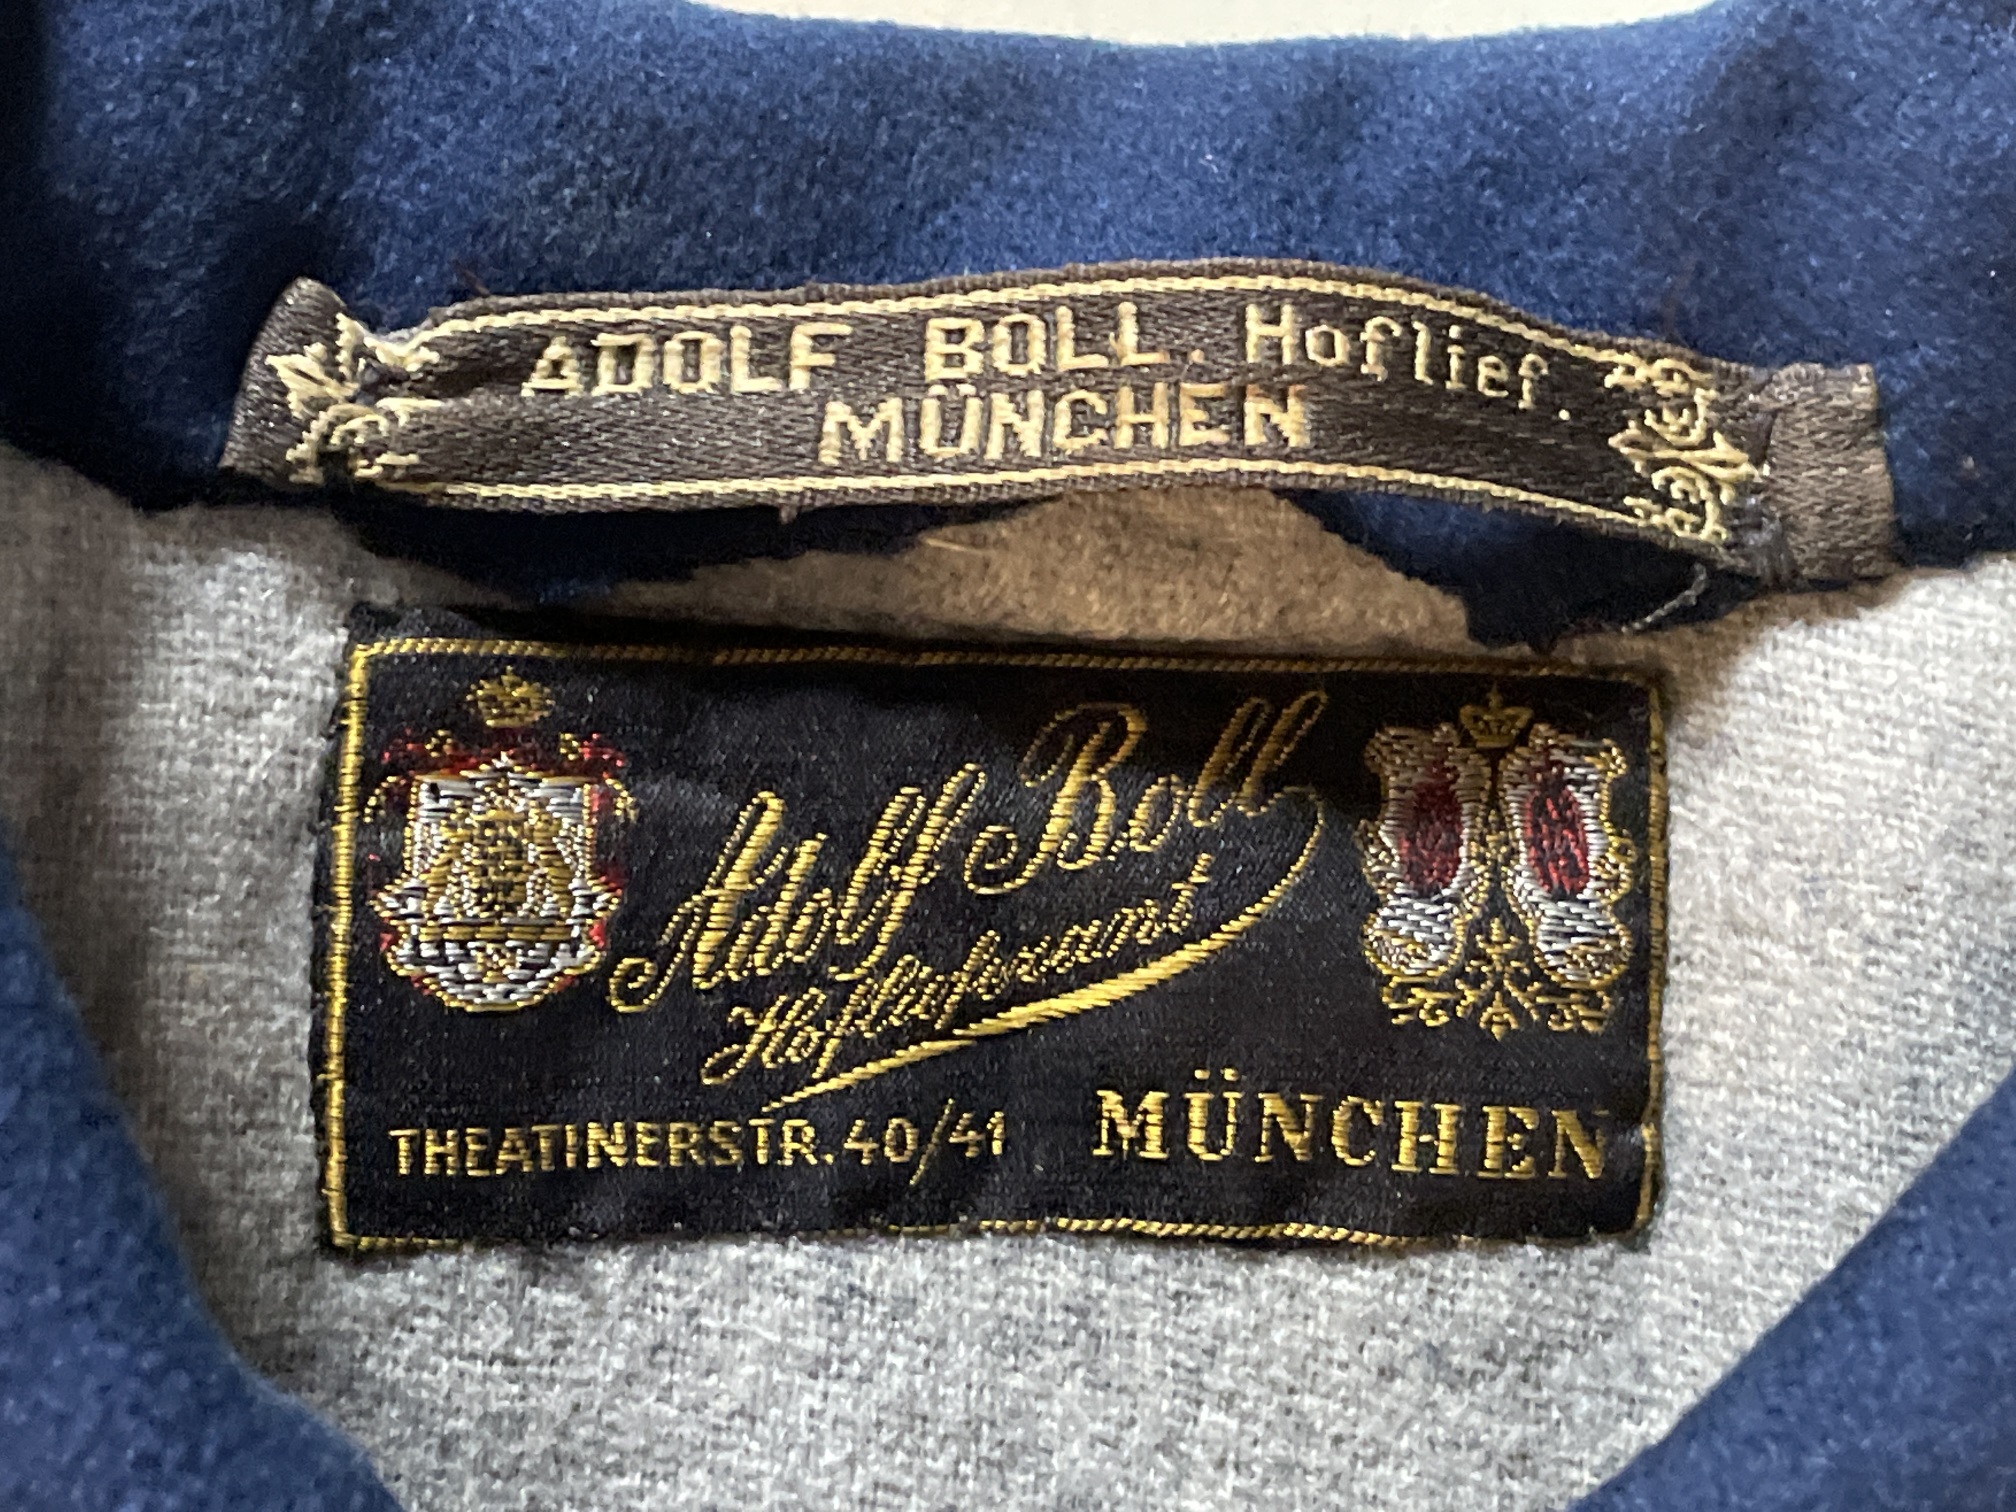 ADOLF BOLL. Hoflief.
MÜNCHEN
Adolf Boll
Hoflieferant
THEATINERSTR. 40/41 MÜNCHEN